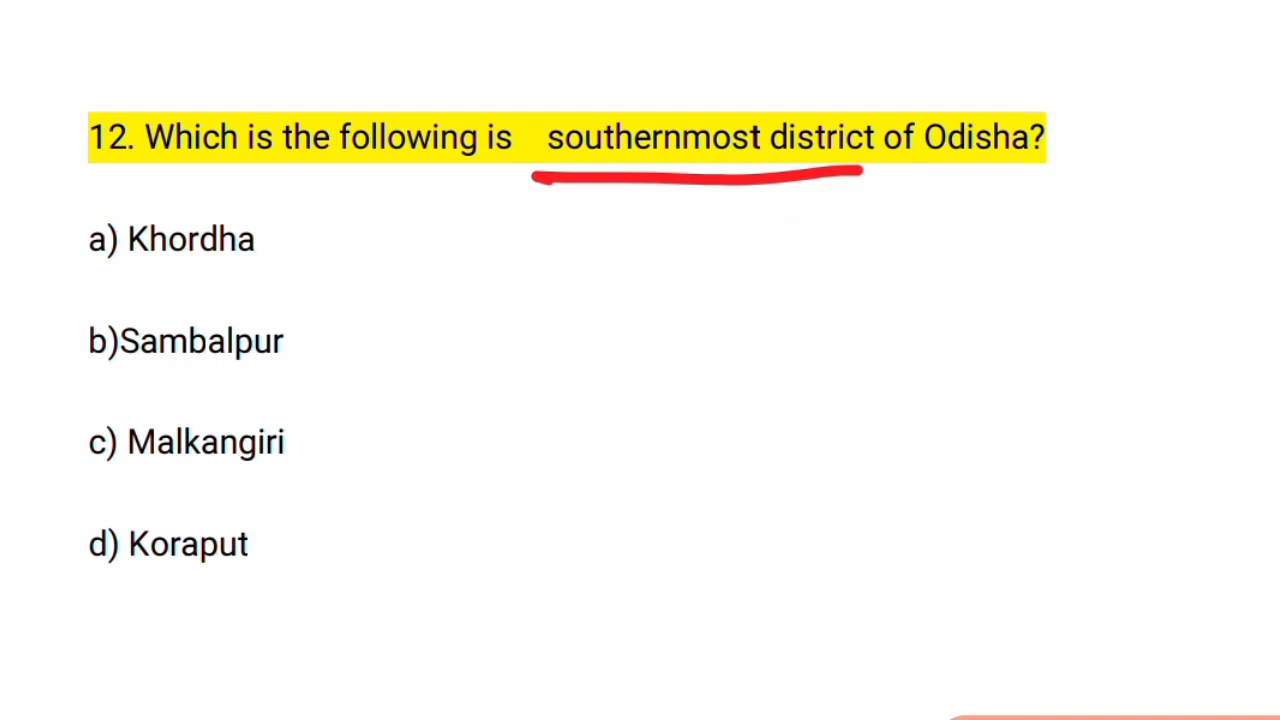 12. Which is the following is southernmost district of Odisha?
a) Khordha
b)Sambalpur
c) Malkangiri
d) Koraput